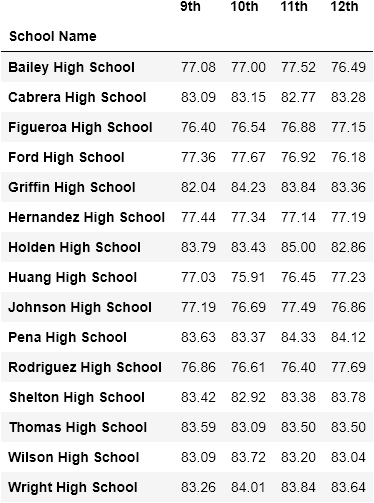 9th 10th 11th 12th
School Name
Bailey High School 77.08 77.00 77.52 76.49
Cabrera High School 83.09 83.15 82.77 83.28
Figueroa High School 76.40 76.54 76.88 77.15
Ford High School 77.36 77.67 76.92 76.18
Griffin High School 82.04 84.23 83.84 83.36
Hernandez High School 77.44 77.34 77.14 77.19
Holden High School 83.79 83.43 85.00 82.86
Huang High School 77.03 75.91 76.45 77.23
Johnson High School 77.19 76.69 77.49 76.86
Pena High School 83.63 83.37 84.33 84.12
Rodriguez High School 76.86 76.61 76.40 77.69
Shelton High School 83.42 82.92 83.38 83.78
Thomas High School 83.59 83.09 83.50 83.50
Wilson High School 83.09 83.72 83.20 83.04
Wright High School 83.26 84.01 83.84 83.64